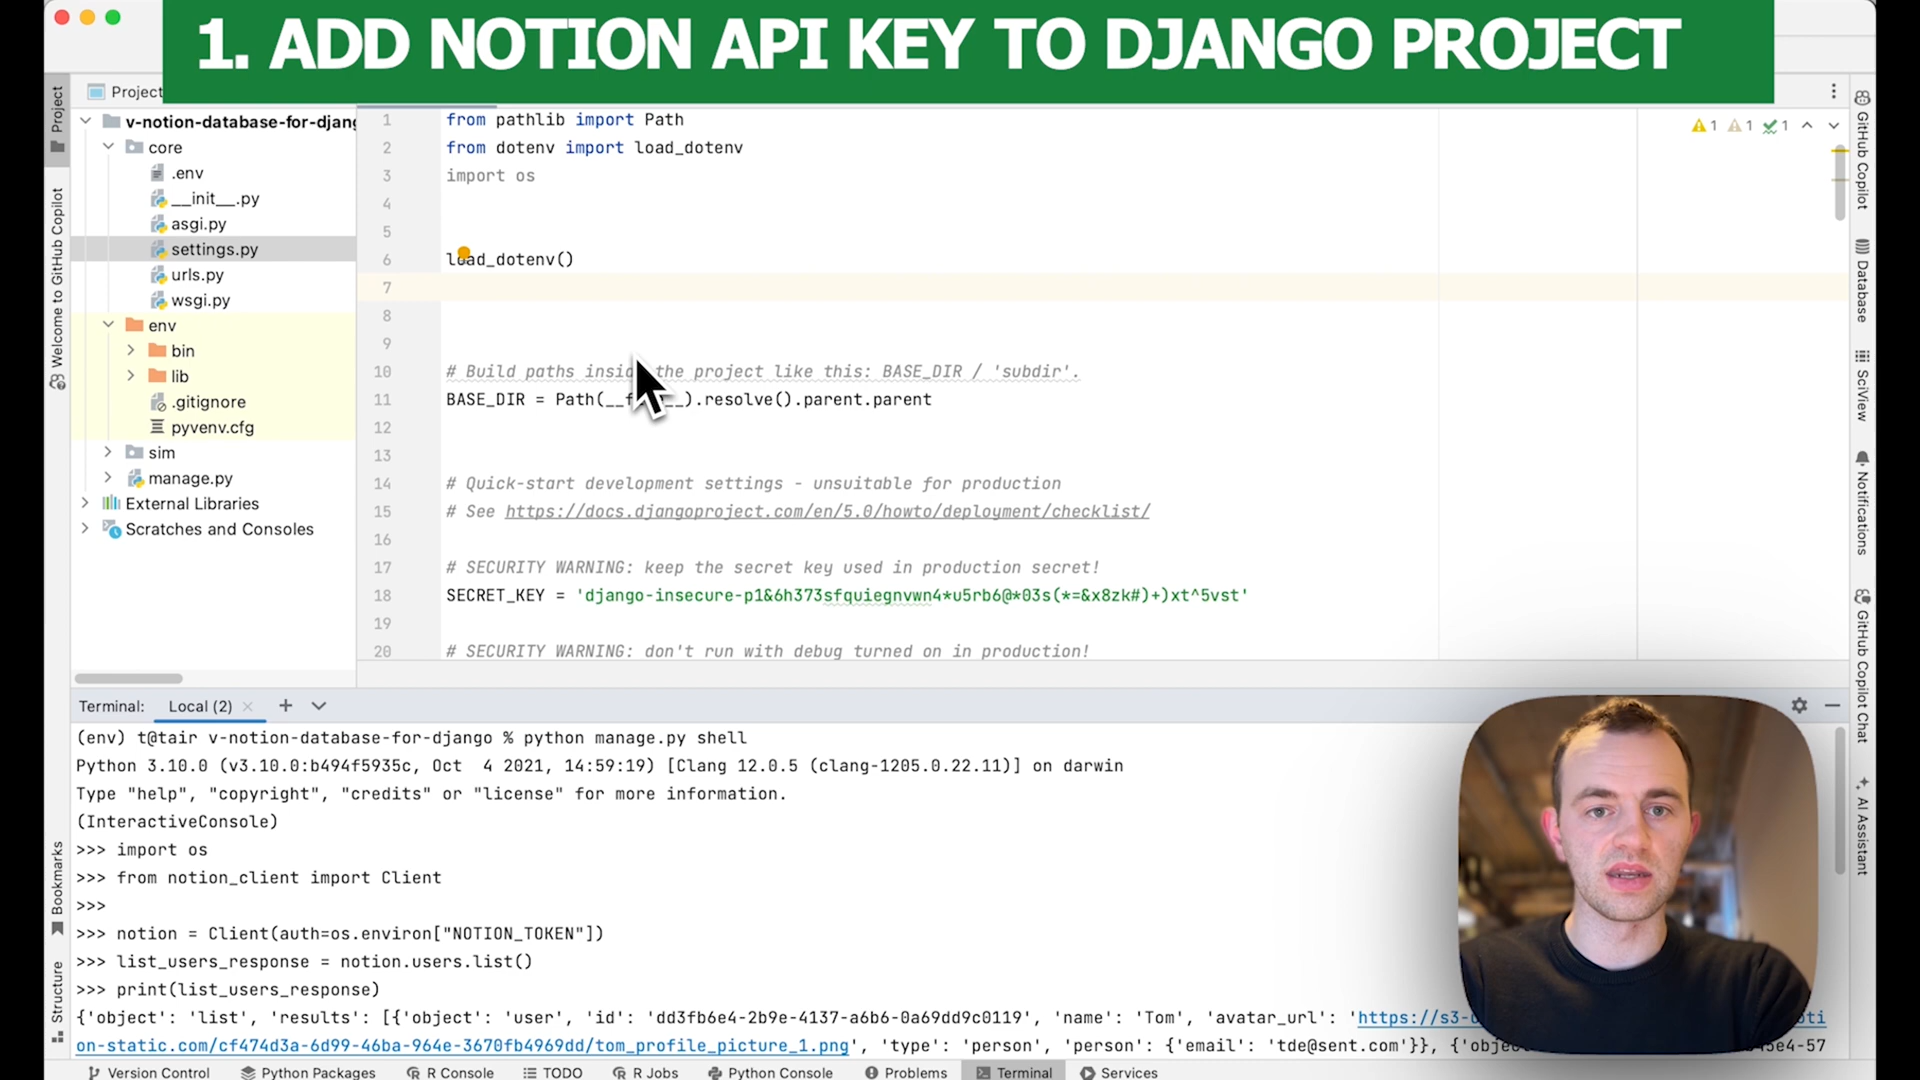 1. ADD NOTION API KEY TO DJANGO PROJECT
Project
v-notion-database-for-djang
core
.env
__init__.py
asgi.py
settings.py
urls.py
wsgi.py
env
bin
lib
.gitignore
pyvenv.cfg
sim
manage.py
External Libraries
Scratches and Consoles
Project
Welcome to GitHub Copilot
Bookmarks
Structure
1 from pathlib import Path
2 from dotenv import load_dotenv
3 import os
4
5
6 load_dotenv()
7
8
9
10 # Build paths inside the project like this: BASE_DIR / 'subdir'.
11 BASE_DIR = Path(__f __).resolve().parent.parent
12
13
14 # Quick-start development settings - unsuitable for production
15 # See https://docs.djangoproject.com/en/5.0/howto/deployment/checklist/
16
17 # SECURITY WARNING: keep the secret key used in production secret!
18 SECRET_KEY = 'django-insecure-p1&6h373sfquiegnvwn4*u5rb6@*03s(*=&x8zk#)+)xt^5vst'
19
20 # SECURITY WARNING: don't run with debug turned on in production!
1 1 1
GitHub Copilot
Database
SciView
Notifications
GitHub Copilot Chat
AI Assistant
Terminal: Local (2)
(env) t@tair v-notion-database-for-django % python manage.py shell
Python 3.10.0 (v3.10.0:b494f5935c, Oct  4 2021, 14:59:19) [Clang 12.0.5 (clang-1205.0.22.11)] on darwin
Type "help", "copyright", "credits" or "license" for more information.
(InteractiveConsole)
>>> import os
>>> from notion_client import Client
>>>
>>> notion = Client(auth=os.environ["NOTION_TOKEN"])
>>> list_users_response = notion.users.list()
>>> print(list_users_response)
{'object': 'list', 'results': [{'object': 'user', 'id': 'dd3fb6e4-2b9e-4137-a6b6-0a69dd9c0119', 'name': 'Tom', 'avatar_url': 'https://s3-u oti
on-static.com/cf474d3a-6d99-46ba-964e-3670fb4969dd/tom_profile_picture_1.png', 'type': 'person', 'person': {'email': 'tde@sent.com'}}, {'obje 45e4-57
Version Control Python Packages R Console TODO R Jobs Python Console Problems Terminal Services